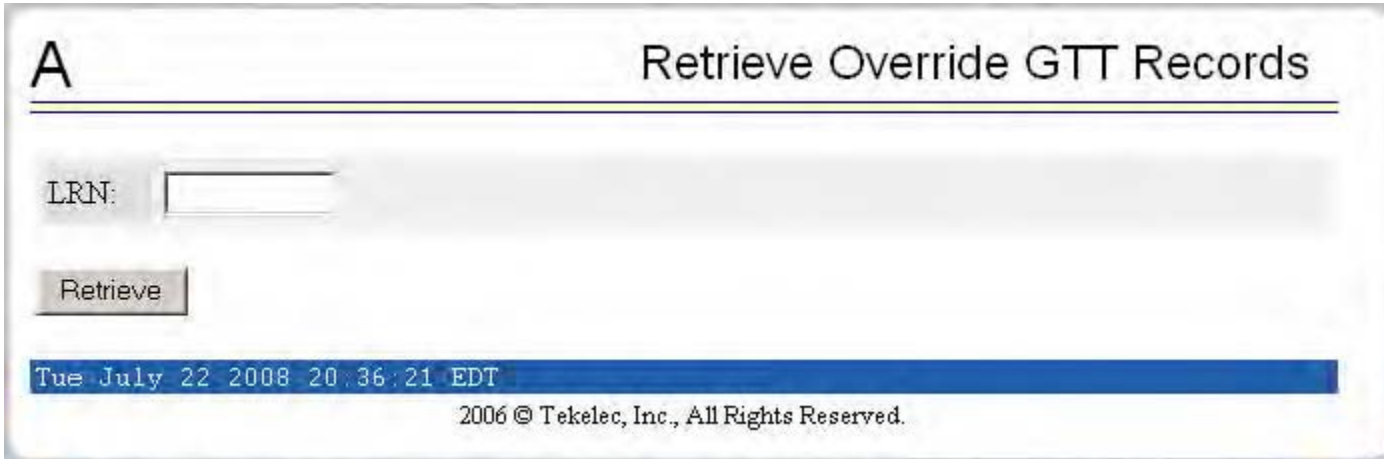 A
Retrieve Override GTT Records
LRN:
Retrieve
Tue July 22 2008 20:36:21 EDT
2006 © Tekelec, Inc., All Rights Reserved.